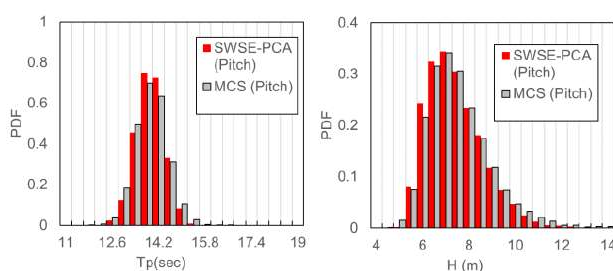 1
0.8
0.6
0.4
0.2
0
PDF
SWSE-PCA
(Pitch)
MCS (Pitch)
11 12.6 14.2 15.8 17.4 19
Tp(sec)
0.4
0.3
0.2
0.1
0
PDF
SWSE-PCA
(Pitch)
MCS (Pitch)
4 6 8 10 12 14
H (m)